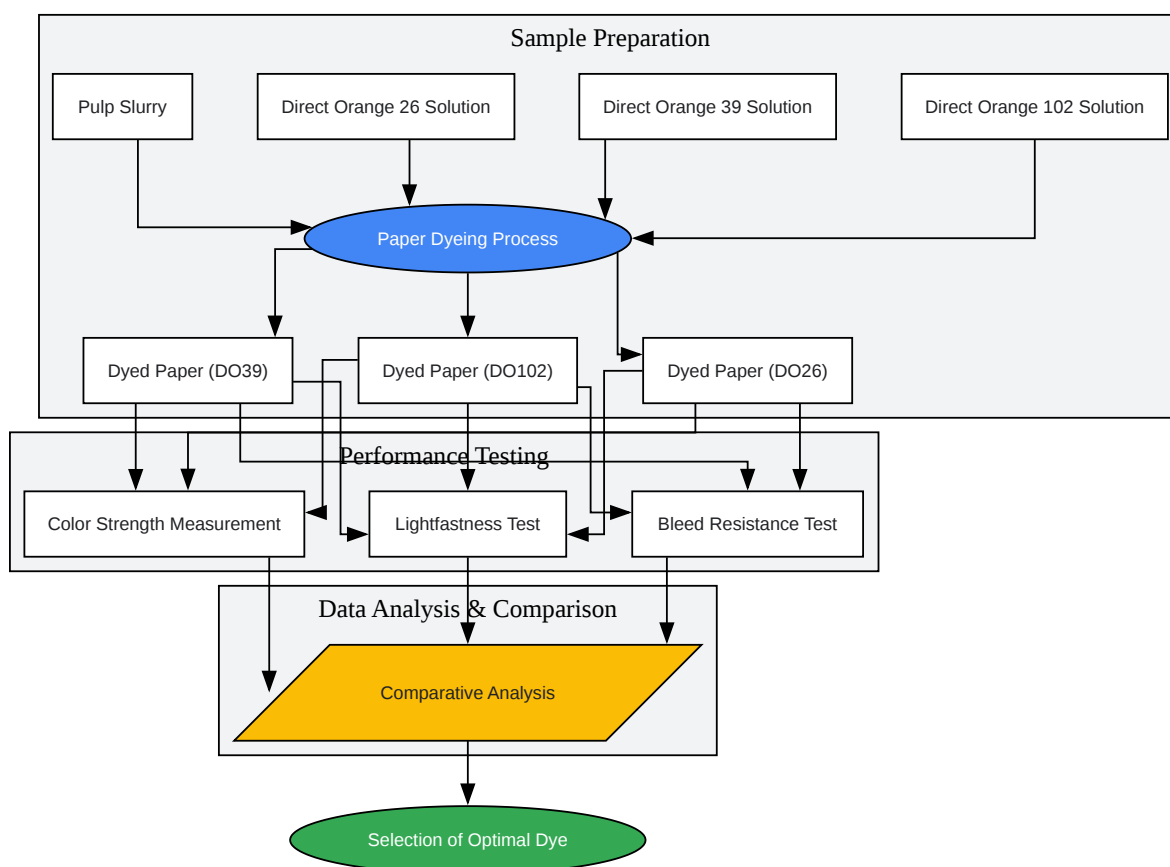 Sample Preparation
Pulp Slurry
Direct Orange 26 Solution
Direct Orange 39 Solution
Direct Orange 102 Solution
Paper Dyeing Process
Dyed Paper (DO39)
Dyed Paper (DO102)
Dyed Paper (DO26)
Performance Testing
Color Strength Measurement
Lightfastness Test
Bleed Resistance Test
Data Analysis & Comparison
Comparative Analysis
Selection of Optimal Dye